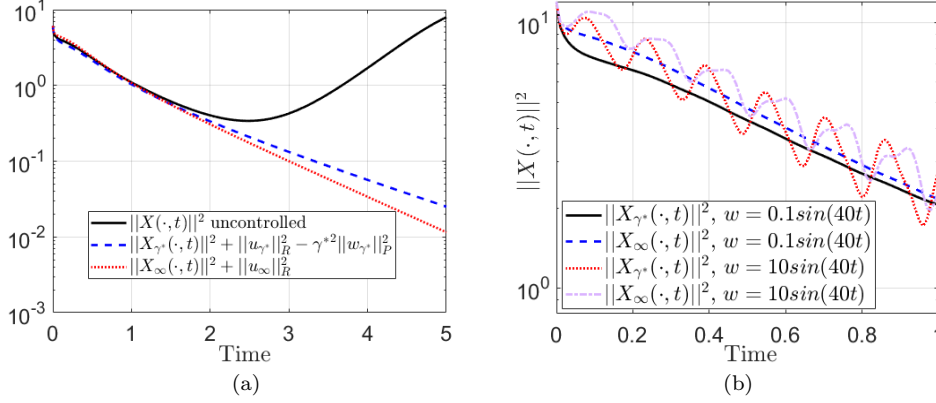 10^1
10^0
10^-1
10^-2
10^-3
||X(·,t)||^2 uncontrolled
||X_γ*(·,t)||^2 + ||u_γ*||_R^2 − γ*^2||w_γ*||_P^2
||X_∞(·,t)||^2 + ||u_∞||_R^2
0 1 2 3 4 5
Time
(a)
||X(·,t)||^2
10^1
10^0
||X_γ*(·,t)||^2, w = 0.1sin(40t)
||X_∞(·,t)||^2, w = 0.1sin(40t)
||X_γ*(·,t)||^2, w = 10sin(40t)
||X_∞(·,t)||^2, w = 10sin(40t)
0 0.2 0.4 0.6 0.8 1
Time
(b)